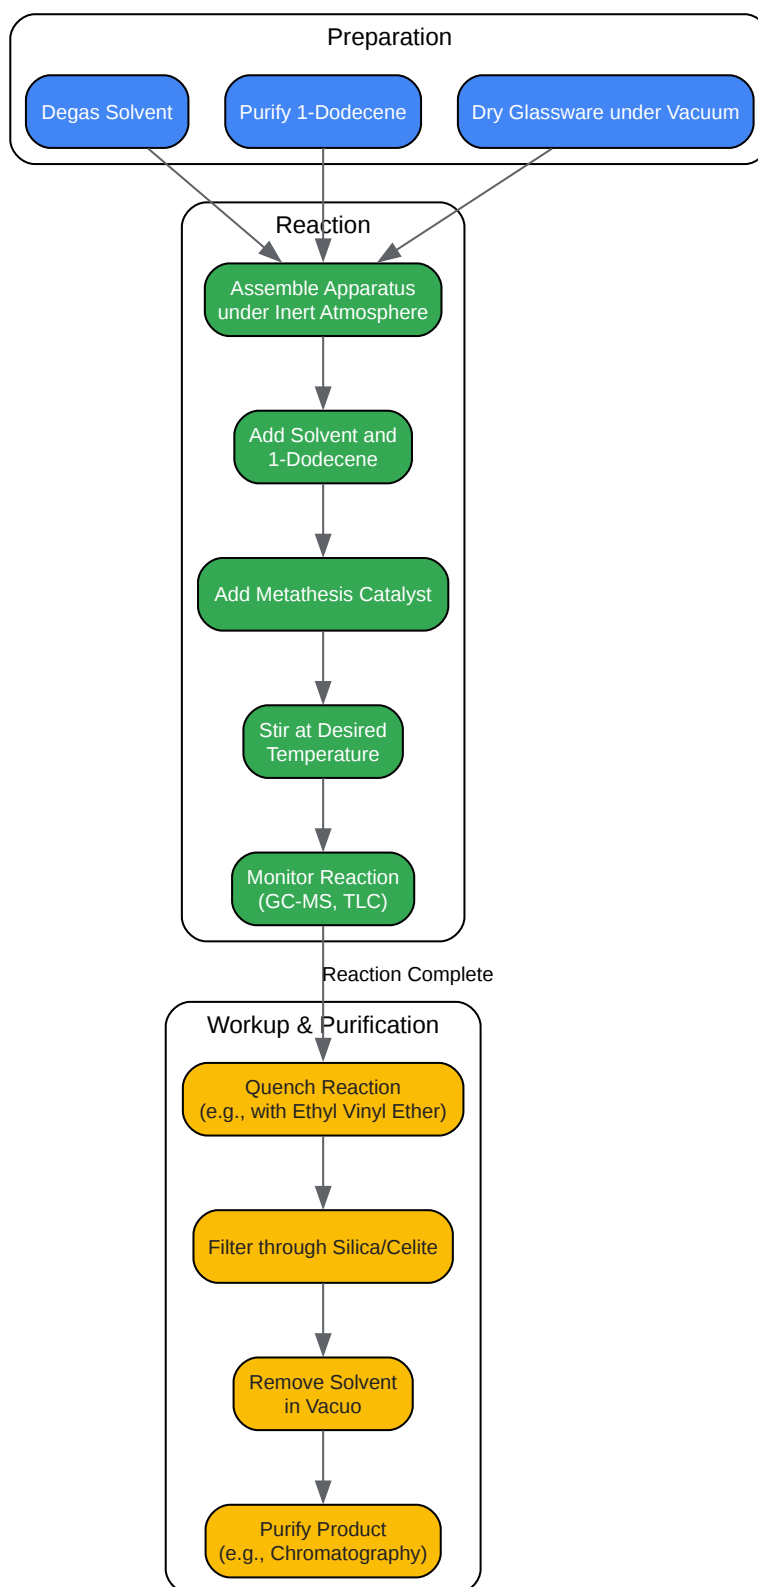 Preparation
Degas Solvent
Purify 1-Dodecene
Dry Glassware under Vacuum
Reaction
Assemble Apparatus
under Inert Atmosphere
Add Solvent and
1-Dodecene
Add Metathesis Catalyst
Stir at Desired
Temperature
Monitor Reaction
(GC-MS, TLC)
Reaction Complete
Workup & Purification
Quench Reaction
(e.g., with Ethyl Vinyl Ether)
Filter through Silica/Celite
Remove Solvent
in Vacuo
Purify Product
(e.g., Chromatography)